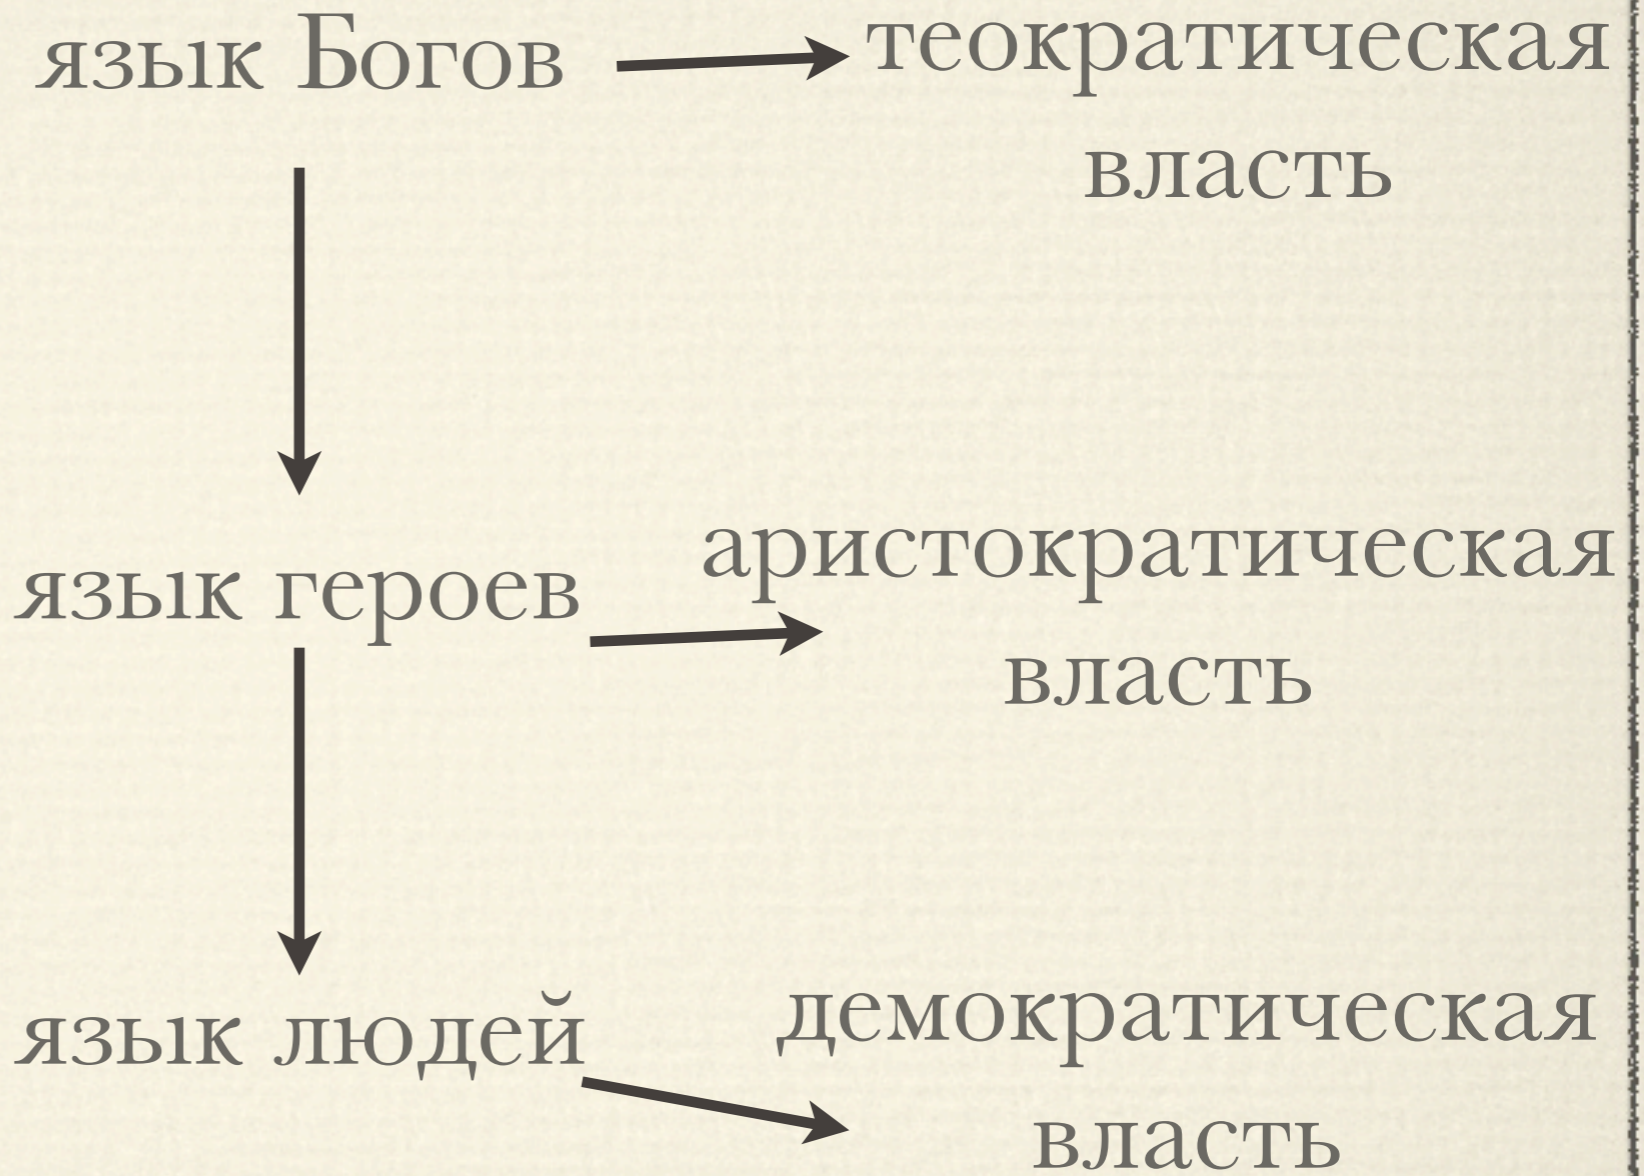 язык Богов
теократическая
власть
язык героев
аристократическая
власть
язык людей
демократическая
власть